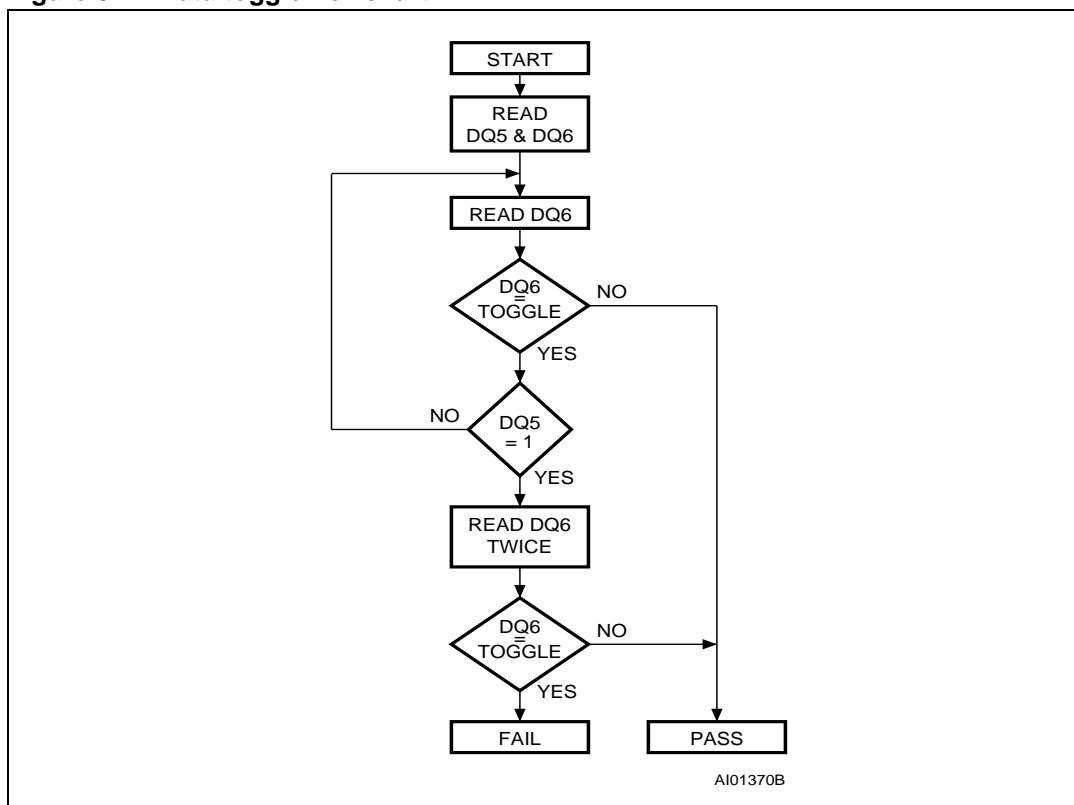 START
READ
DQ5 & DQ6
READ DQ6
DQ6
=
TOGGLE
NO
YES
NO
DQ5
= 1
YES
READ DQ6
TWICE
DQ6
=
TOGGLE
NO
YES
FAIL
PASS
AI01370B